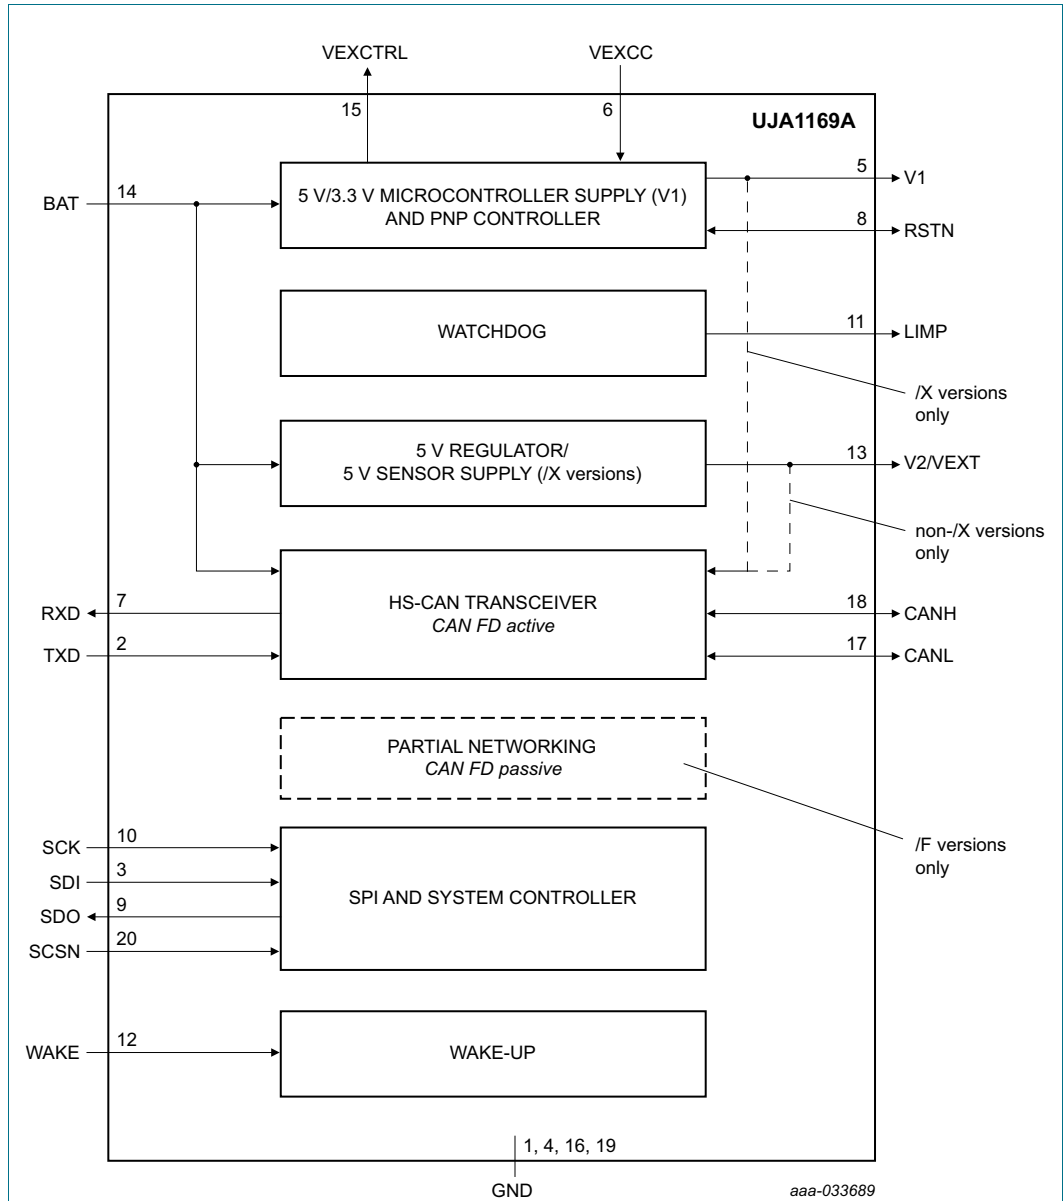 VEXCTRL
VEXCC
15
6
UJA1169A
5 V/3.3 V MICROCONTROLLER SUPPLY (V1)
AND PNP CONTROLLER
BAT
14
5
V1
8
RSTN
WATCHDOG
11
LIMP
/X versions
only
5 V REGULATOR/
5 V SENSOR SUPPLY (/X versions)
13
V2/VEXT
non-/X versions
only
HS-CAN TRANSCEIVER
CAN FD active
RXD
7
TXD
2
18
CANH
17
CANL
PARTIAL NETWORKING
CAN FD passive
/F versions
only
SCK
10
SDI
3
SDO
9
SCSN
20
SPI AND SYSTEM CONTROLLER
WAKE
12
WAKE-UP
1, 4, 16, 19
GND
aaa-033689